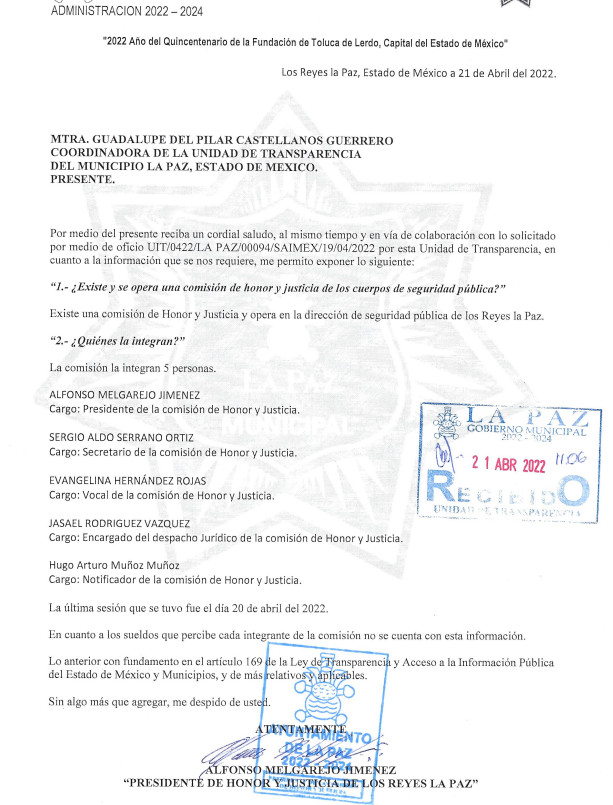 ADMINISTRACION 2022 – 2024
"2022 Año del Quincentenario de la Fundación de Toluca de Lerdo, Capital del Estado de México"
Los Reyes la Paz, Estado de México a 21 de Abril del 2022.
MTRA. GUADALUPE DEL PILAR CASTELLANOS GUERRERO
COORDINADORA DE LA UNIDAD DE TRANSPARENCIA
DEL MUNICIPIO LA PAZ, ESTADO DE MEXICO.
PRESENTE.
Por medio del presente reciba un cordial saludo, al mismo tiempo y en vía de colaboración con lo solicitado
por medio de oficio UIT/0422/LA PAZ/00094/SAIMEX/19/04/2022 por esta Unidad de Transparencia, en
cuanto a la información que se nos requiere, me permito exponer lo siguiente:
“1.- ¿Existe y se opera una comisión de honor y justicia de los cuerpos de seguridad pública?”
Existe una comisión de Honor y Justicia y opera en la dirección de seguridad pública de los Reyes la Paz.
“2.- ¿Quiénes la integran?”
La comisión la integran 5 personas.
LA PAZ
ALFONSO MELGAREJO JIMENEZ
Cargo: Presidente de la comisión de Honor y Justicia.
SERGIO ALDO SERRANO ORTIZ
Cargo: Secretario de la comisión de Honor y Justicia.
EVANGELINA HERNÁNDEZ ROJAS
Cargo: Vocal de la comisión de Honor y Justicia.
JASAEL RODRIGUEZ VAZQUEZ
Cargo: Encargado del despacho Jurídico de la comisión de Honor y Justicia.
Hugo Arturo Muñoz Muñoz
Cargo: Notificador de la comisión de Honor y Justicia.
LA PAZ
GOBIERNO MUNICIPAL
2022 - 2024
21 ABR 2022 11:06
RECIBIDO
UNIDAD DE TRANSPARENCIA
La última sesión que se tuvo fue el día 20 de abril del 2022.
En cuanto a los sueldos que percibe cada integrante de la comisión no se cuenta con esta información.
Lo anterior con fundamento en el artículo 169 de la Ley de Transparencia y Acceso a la Información Pública
del Estado de México y Municipios, y de más relativos y aplicables.
Sin algo más que agregar, me despido de usted.
ATENTAMENTE
AYUNTAMIENTO
DE LA PAZ
2022 - 2024
ALFONSO MELGAREJO JIMENEZ
“PRESIDENTE DE HONOR Y JUSTICIA DE LOS REYES LA PAZ”